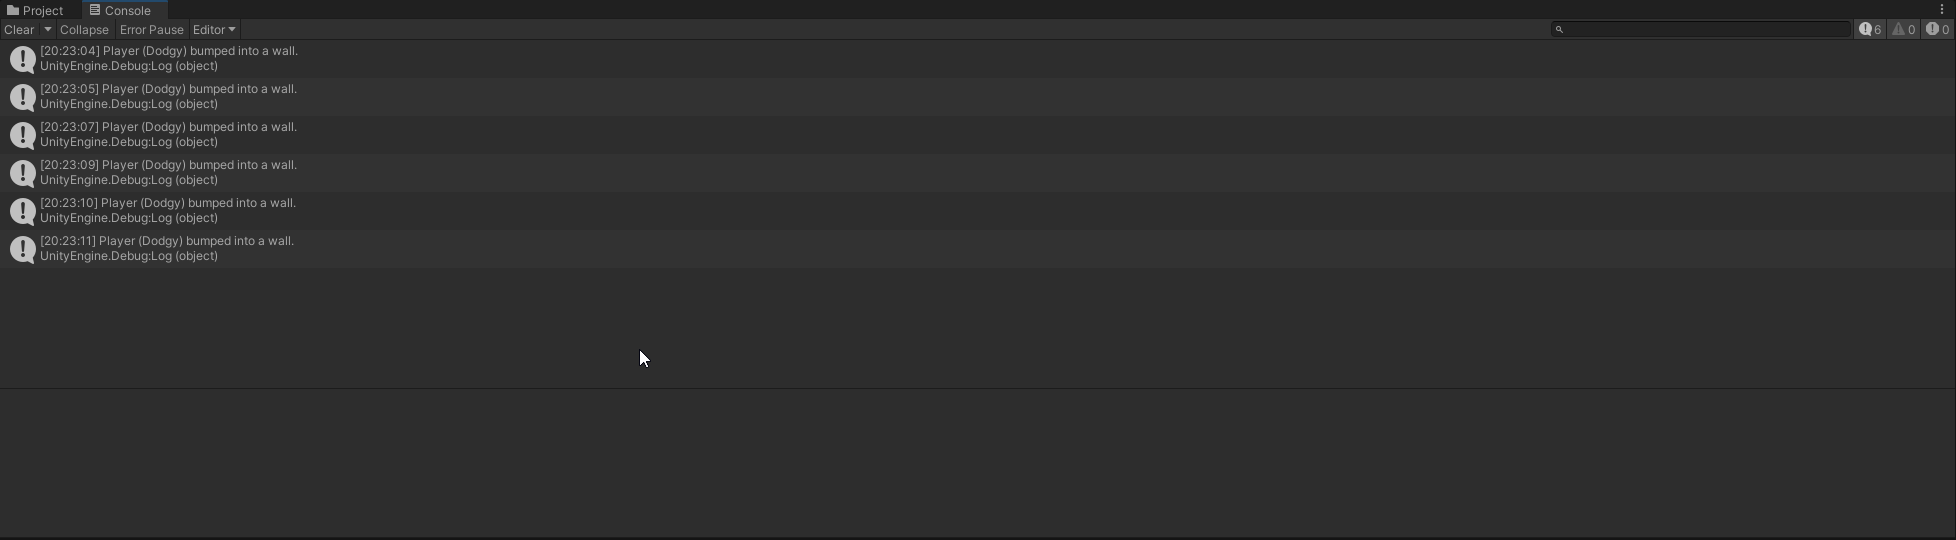 Project Console
Clear Collapse Error Pause Editor 6 0 0
[20:23:04] Player (Dodgy) bumped into a wall.
UnityEngine.Debug:Log (object)
[20:23:05] Player (Dodgy) bumped into a wall.
UnityEngine.Debug:Log (object)
[20:23:07] Player (Dodgy) bumped into a wall.
UnityEngine.Debug:Log (object)
[20:23:09] Player (Dodgy) bumped into a wall.
UnityEngine.Debug:Log (object)
[20:23:10] Player (Dodgy) bumped into a wall.
UnityEngine.Debug:Log (object)
[20:23:11] Player (Dodgy) bumped into a wall.
UnityEngine.Debug:Log (object)